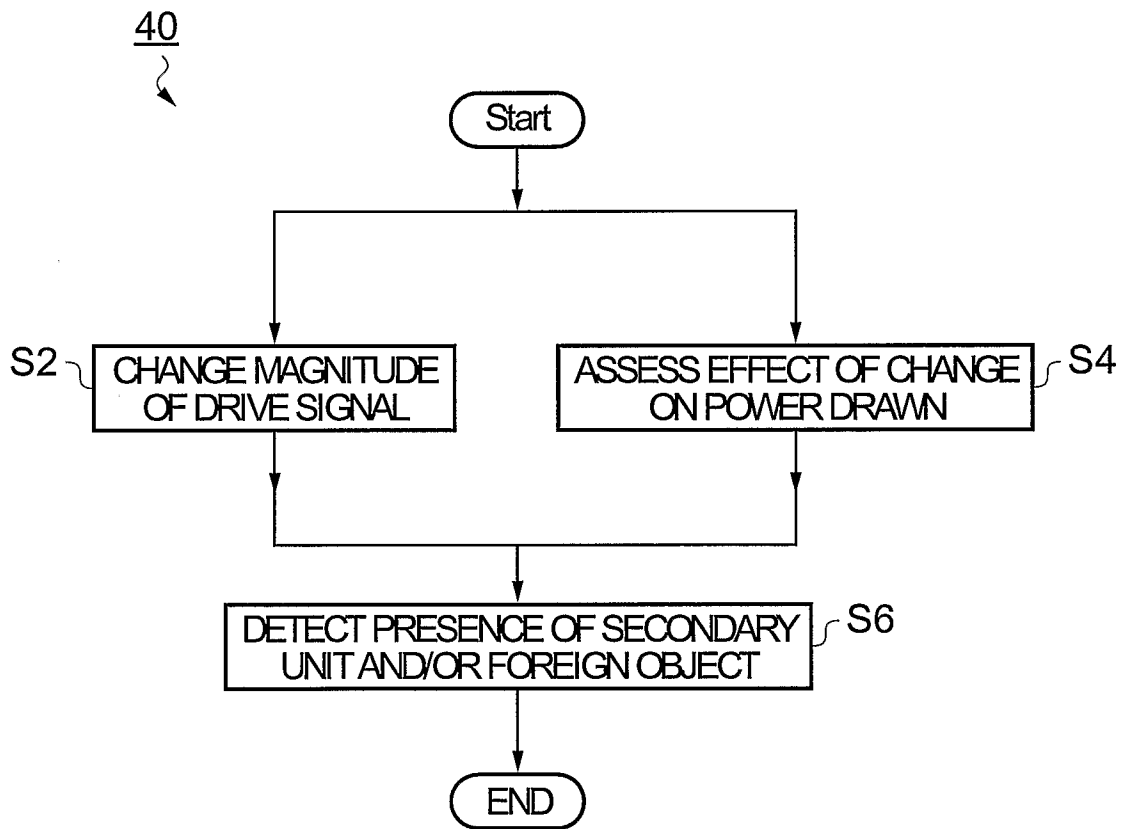 40
Start
S2
CHANGE MAGNITUDE
OF DRIVE SIGNAL
ASSESS EFFECT OF CHANGE
ON POWER DRAWN
S4
DETECT PRESENCE OF SECONDARY
UNIT AND/OR FOREIGN OBJECT
S6
END